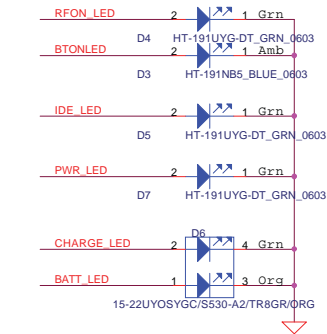 RFON_LED 2 1 Grn
D4 HT-191UYG-DT_GRN_0603
BTONLED 2 1 Amb
D3 HT-191NB5_BLUE_0603
IDE_LED 2 1 Grn
D5 HT-191UYG-DT_GRN_0603
PWR_LED 2 1 Grn
D7 HT-191UYG-DT_GRN_0603
D6
CHARGE_LED 2 4 Grn
BATT_LED 1 3 Org
15-22UYOSYGC/S530-A2/TR8GR/ORG